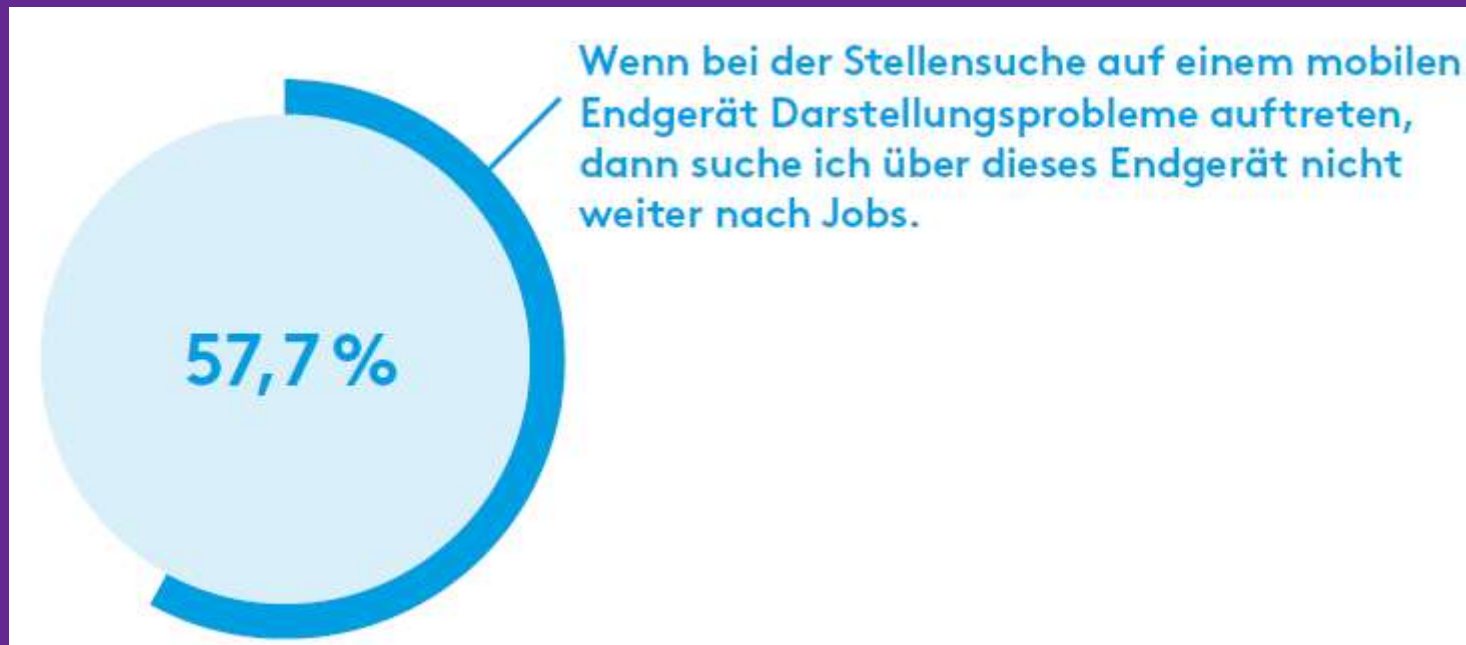 Wenn bei der Stellensuche auf einem mobilen
Endgerät Darstellungsprobleme auftreten,
dann suche ich über dieses Endgerät nicht
weiter nach Jobs.
57,7 %